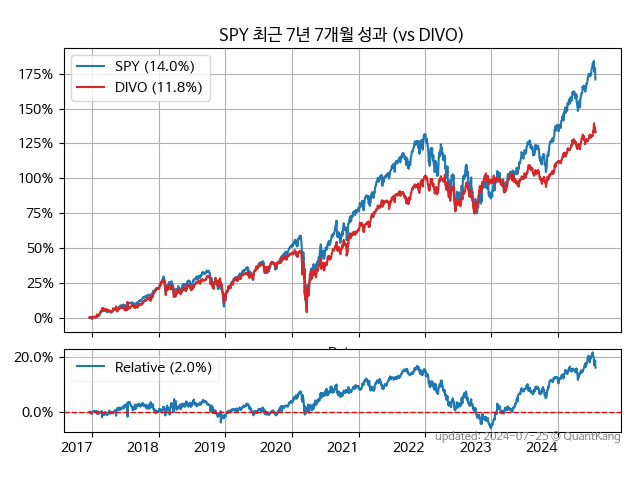 SPY 최근 7년 7개월 성과 (vs DIVO)
SPY (14.0%)
DIVO (11.8%)
175%
150%
125%
100%
75%
50%
25%
0%
Relative (2.0%)
20.0%
0.0%
2017 2018 2019 2020 2021 2022 2023 2024
updated: 2024-07-25 © QuantKang